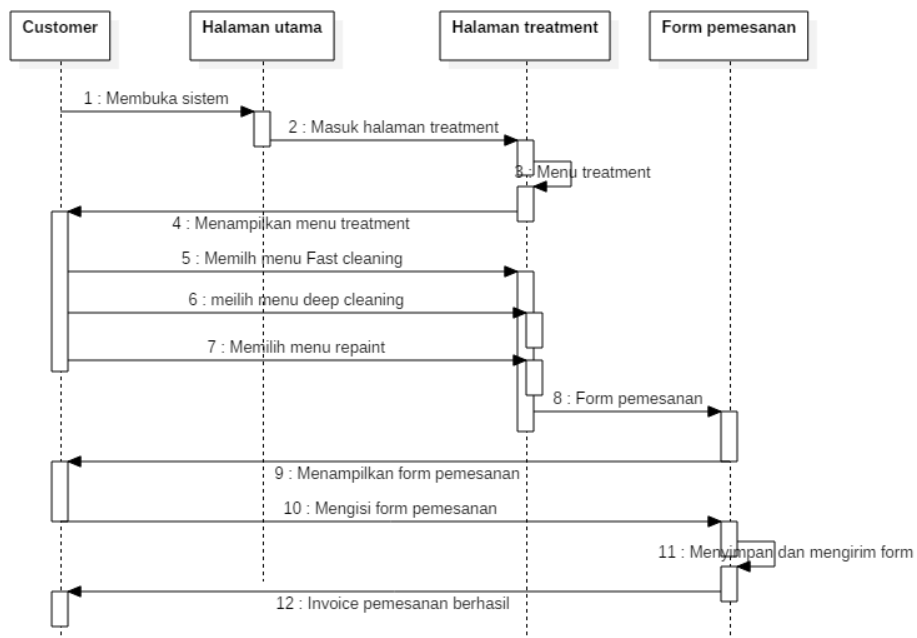 Customer
Halaman utama
Halaman treatment
Form pemesanan
1 : Membuka sistem
2 : Masuk halaman treatment
3 : Menu treatment
4 : Menampilkan menu treatment
5 : Memilh menu Fast cleaning
6 : meilih menu deep cleaning
7 : Memilih menu repaint
8 : Form pemesanan
9 : Menampilkan form pemesanan
10 : Mengisi form pemesanan
11 : Menyimpan dan mengirim form
12 : Invoice pemesanan berhasil